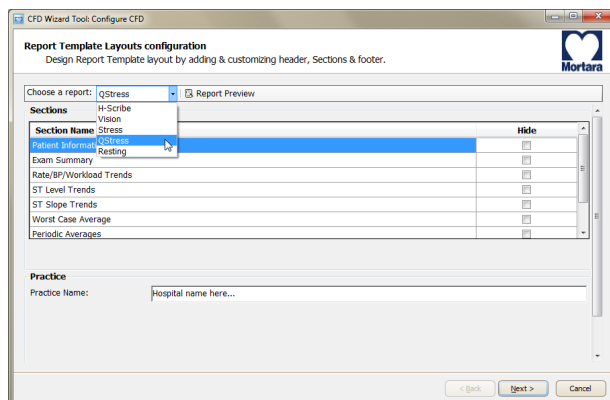 CFD Wizard Tool: Configure CFD
Report Template Layouts configuration
Design Report Template layout by adding & customizing header, Sections & footer.
Mortara
Choose a report: QStress Report Preview
H-Scribe
Vision
Stress
QStress
Resting
Sections
Section Name Hide
Patient Informati
Exam Summary
Rate/BP/Workload Trends
ST Level Trends
ST Slope Trends
Worst Case Average
Periodic Averages
Practice
Practice Name: Hospital name here...
< Back Next > Cancel